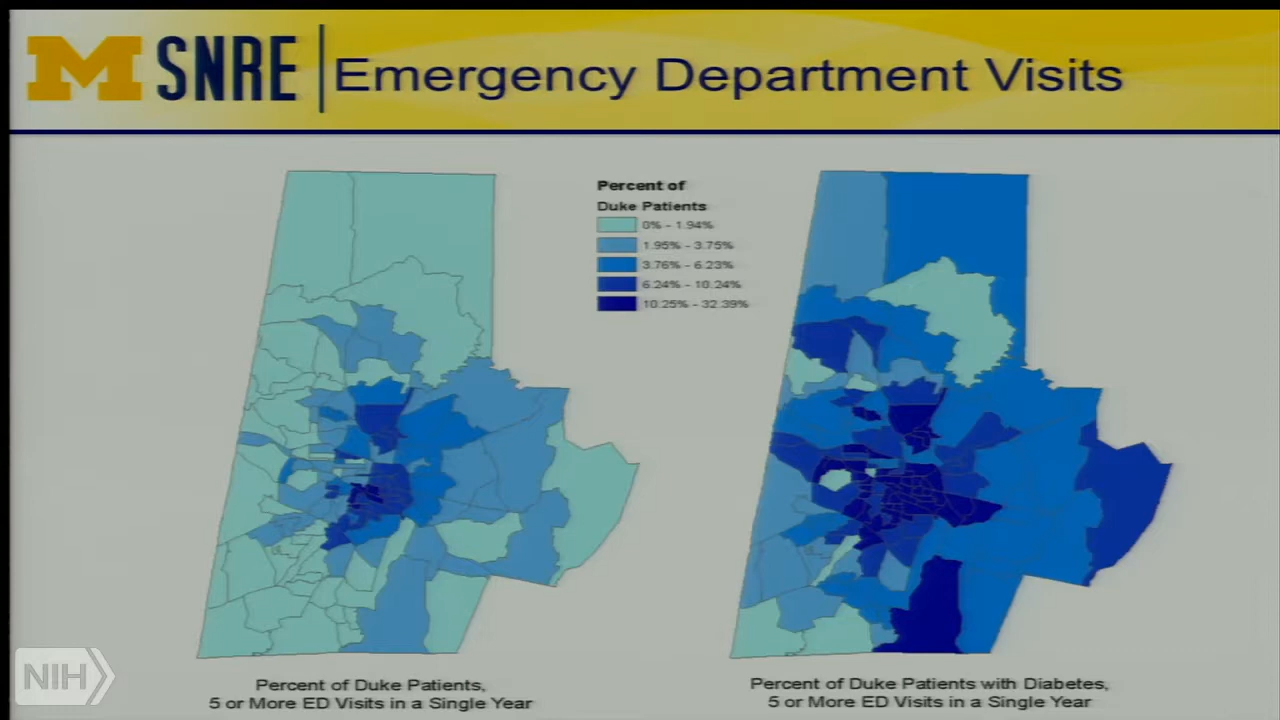 M SNRE Emergency Department Visits
Percent of
Duke Patients
0% - 1.94%
1.95% - 3.75%
3.76% - 6.23%
6.24% - 10.24%
10.25% - 32.39%
Percent of Duke Patients,
5 or More ED Visits in a Single Year
Percent of Duke Patients with Diabetes,
5 or More ED Visits in a Single Year
NIH